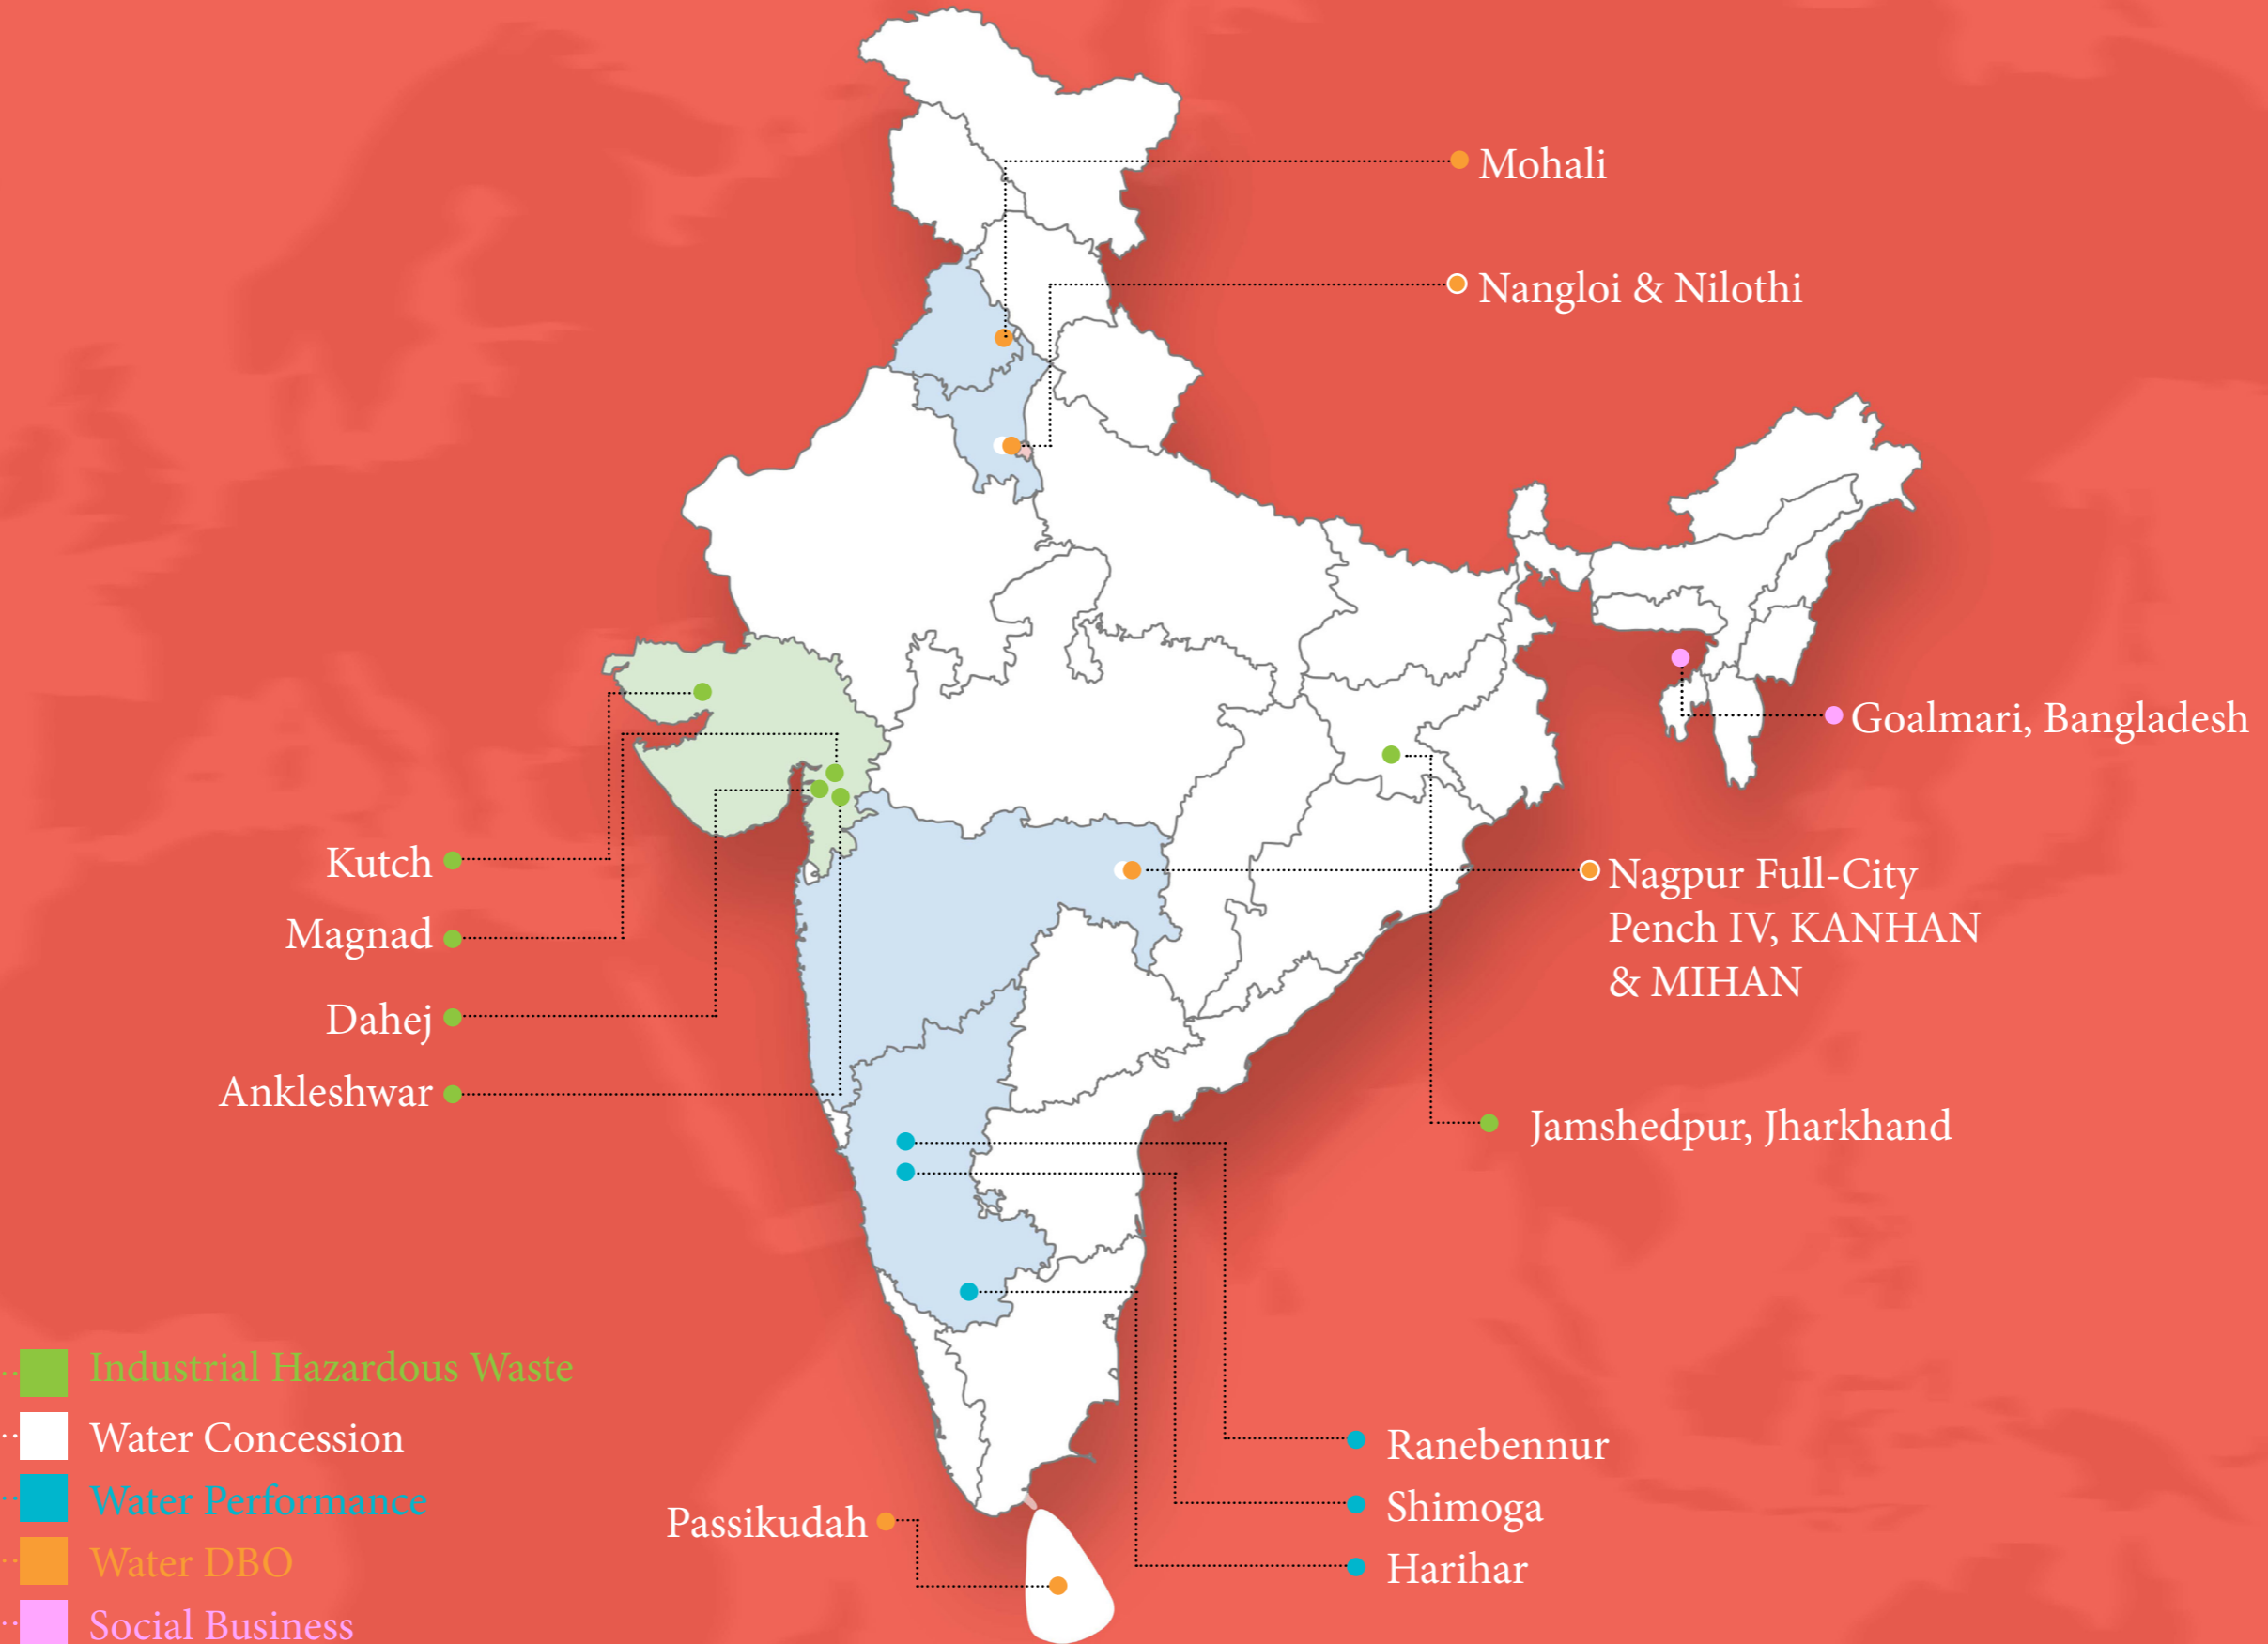 Mohali
Nangloi & Nilothi
Goalmari, Bangladesh
Kutch
Magnad
Dahej
Ankleshwar
Nagpur Full-City
Pench IV, KANHAN
& MIHAN
Jamshedpur, Jharkhand
Ranebennur
Shimoga
Harihar
Passikudah
Industrial Hazardous Waste
Water Concession
Water Performance
Water DBO
Social Business